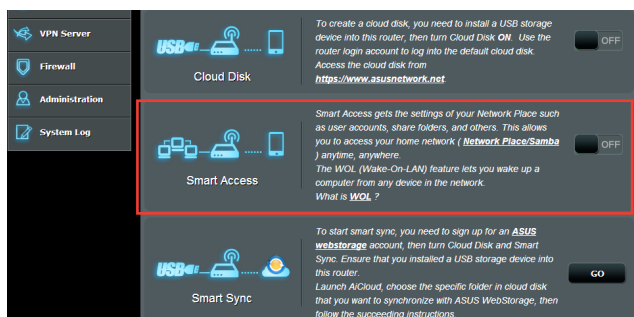 VPN Server
Firewall
Administration
System Log
USB
Cloud Disk
To create a cloud disk, you need to install a USB storage
device into this router, then turn Cloud Disk ON. Use the
router login account to log into the default cloud disk.
Access the cloud disk from
https://www.asusnetwork.net.
OFF
Smart Access
Smart Access gets the settings of your Network Place such
as user accounts, share folders, and others. This allows
you to access your home network ( Network Place/Samba
) anytime, anywhere.
The WOL (Wake-On-LAN) feature lets you wake up a
computer from any device in the network.
What is WOL ?
OFF
USB
Smart Sync
To start smart sync, you need to sign up for an ASUS
webstorage account, then turn Cloud Disk and Smart
Sync. Ensure that you installed a USB storage device into
this router.
Launch AiCloud, choose the specific folder in cloud disk
that you want to synchronize with ASUS WebStorage, then
follow the succeeding instructions
GO